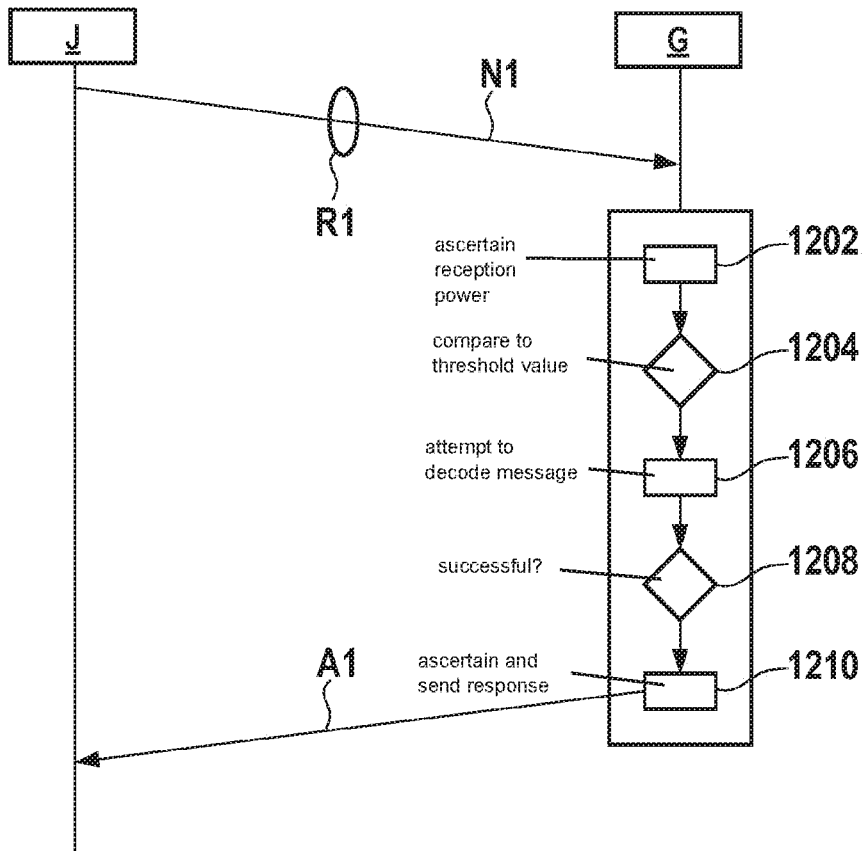 J
G
N1
R1
ascertain
reception
power
1202
compare to
threshold value
1204
attempt to
decode message
1206
successful?
1208
A1
ascertain and
send response
1210